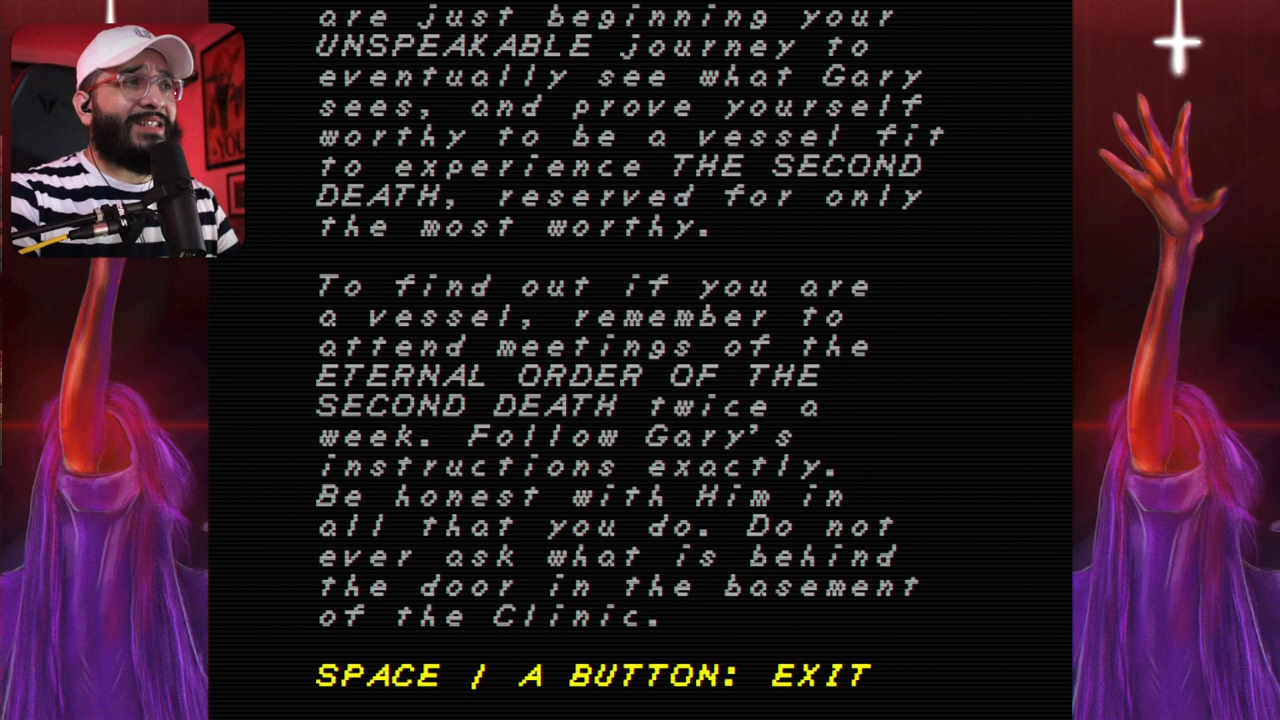 are just beginning your
UNSPEAKABLE journey to
eventually see what Gary
sees, and prove yourself
worthy to be a vessel fit
to experience THE SECOND
DEATH, reserved for only
the most worthy.
To find out if you are
a vessel, remember to
attend meetings of the
ETERNAL ORDER OF THE
SECOND DEATH twice a
week. Follow Gary's
instructions exactly.
Be honest with Him in
all that you do. Do not
ever ask what is behind
the door in the basement
of the Clinic.
SPACE / A BUTTON: EXIT